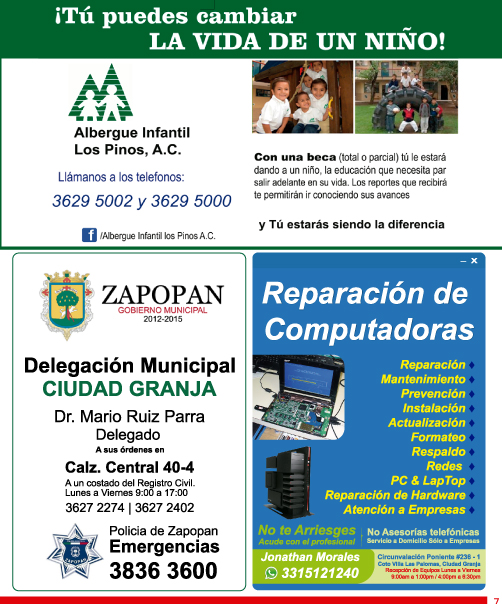 ¡Tú puedes cambiar
LA VIDA DE UN NIÑO!
Albergue Infantil
Los Pinos, A.C.
Llámanos a los telefonos:
3629 5002 y 3629 5000
f /Albergue Infantil los Pinos A.C.
Con una beca (total o parcial) tú le estará
dando a un niño, la educación que necesita par
salir adelante en su vida. Los reportes que recibirá
te permitirán ir conociendo sus avances
y Tú estarás siendo la diferencia
ZAPOPAN
GOBIERNO MUNICIPAL
2012-2015
Delegación Municipal
CIUDAD GRANJA
Dr. Mario Ruiz Parra
Delegado
A sus órdenes en
Calz. Central 40-4
A un costado del Registro Civil.
Lunes a Viernes 9:00 a 17:00
3627 2274 | 3627 2402
Policia de Zapopan
Emergencias
3836 3600
Reparación de
Computadoras
Reparación
Mantenimiento
Prevención
Instalación
Actualización
Formateo
Respaldo
Redes
PC & LapTop
Reparación de Hardware
Atención a Empresas
No te Arriesges
Acude con el profesional
No Asesorías telefónicas
Servicio a Domicilio Sólo a Empresas
Jonathan Morales
3315121240
Circunvalación Poniente #236 - 1
Coto Villa Las Palomas, Ciudad Granja
Recepción de Equipos Lunes a Viernes
9:00am a 1:00pm / 4:00pm a 6:30pm
7